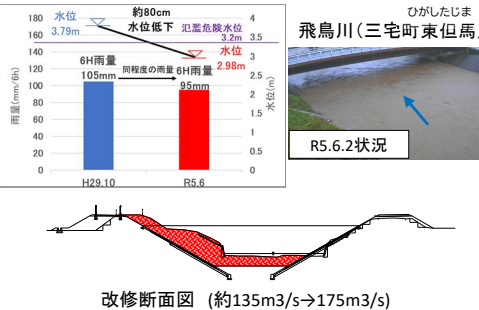 水位
3.79m
約80cm
水位低下
氾濫危険水位
3.2m
水位
2.98m
6H雨量
105mm
同程度の雨量
6H雨量
95mm
雨量(mm/6h)
180
160
140
120
100
80
60
40
20
0
水位(m)
4
3.5
3
2.5
2
1.5
1
0.5
0
H29.10
R5.6
ひがしたじま
飛鳥川(三宅町東但馬
R5.6.2状況
改修断面図 (約135m3/s→175m3/s)